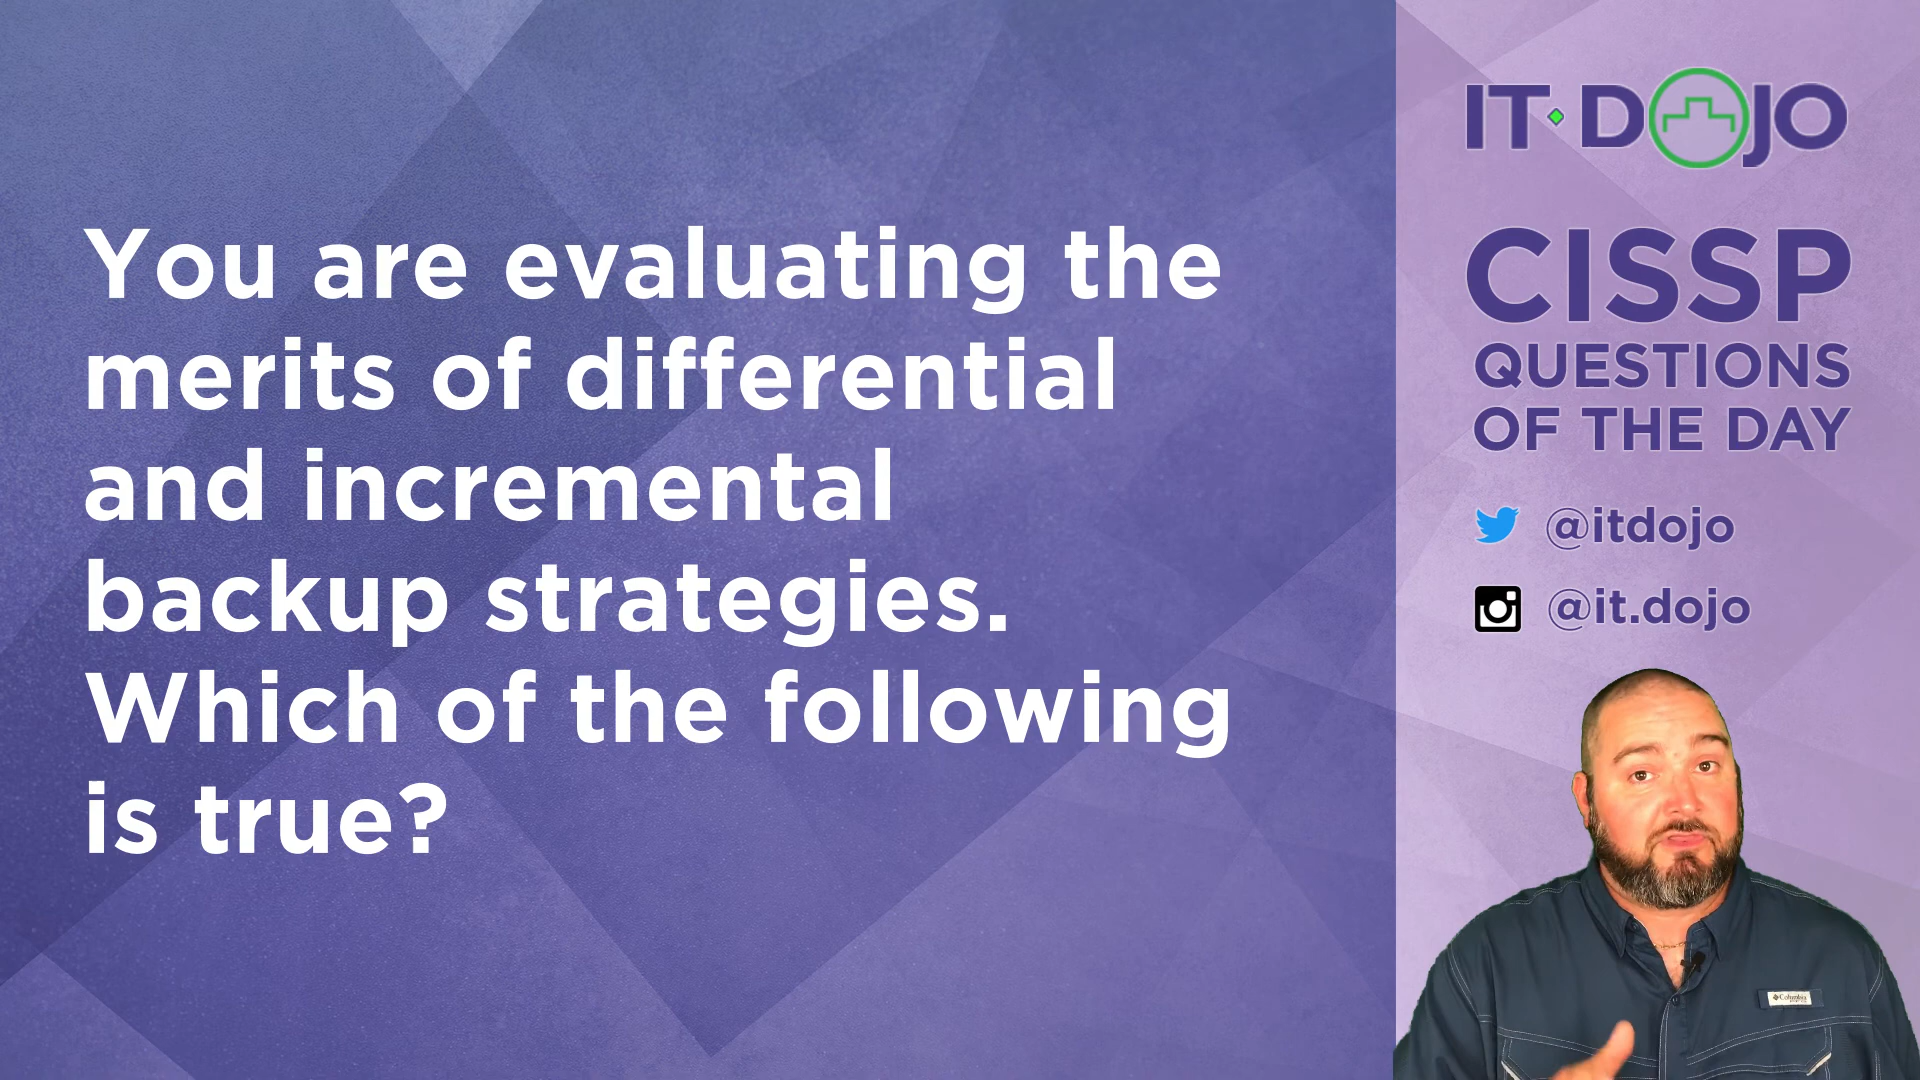 You are evaluating the
merits of differential
and incremental
backup strategies.
Which of the following
is true?
IT DOJO
CISSP
QUESTIONS
OF THE DAY
@itdojo
@it.dojo
Columbia